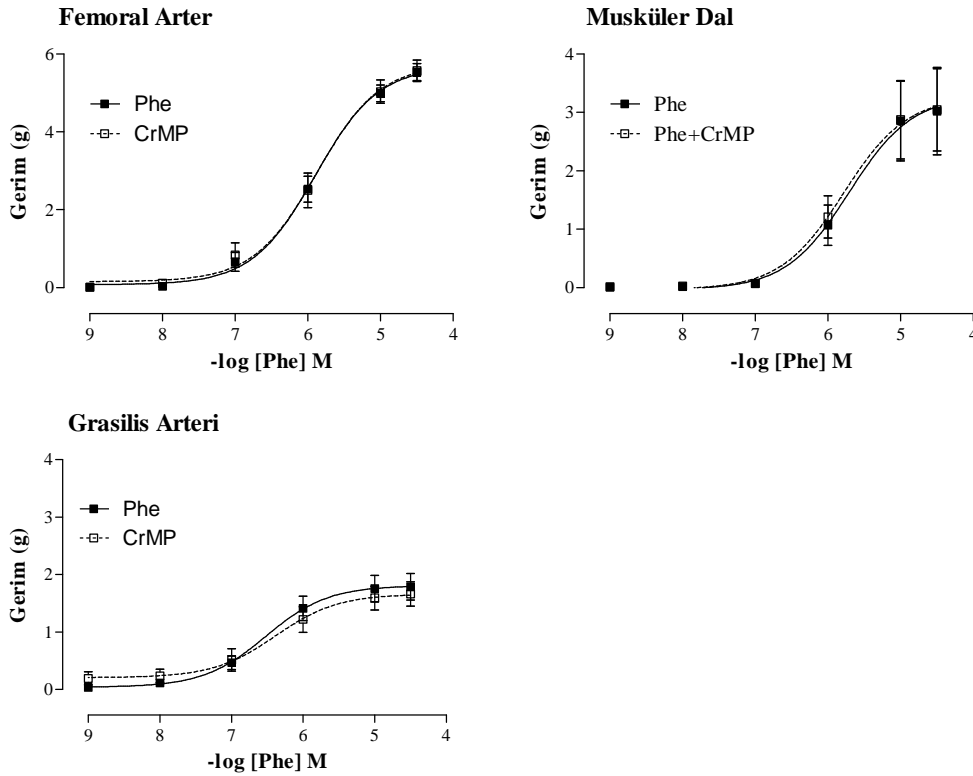 Femoral Arter
6
4
2
0
Gerim (g)
Phe
CrMP
9 8 7 6 5 4
-log [Phe] M
Musküler Dal
4
3
2
1
0
Gerim (g)
Phe
Phe+CrMP
9 8 7 6 5 4
-log [Phe] M
Grasilis Arteri
4
3
2
1
0
Gerim (g)
Phe
CrMP
9 8 7 6 5 4
-log [Phe] M